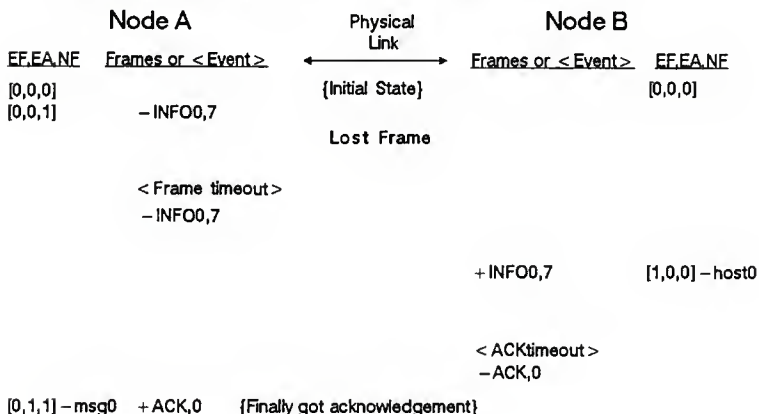 Node A Physical Link Node B
EF,EA,NF Frames or <Event> Frames or <Event> EF,EA,NF
[0,0,0] {Initial State} [0,0,0]
[0,0,1] –INFO0,7
Lost Frame
<Frame timeout>
–INFO0,7
+INFO0,7 [1,0,0] –host0
<ACKtimeout>
–ACK,0
[0,1,1] –msg0 +ACK,0 {Finally got acknowledgement}